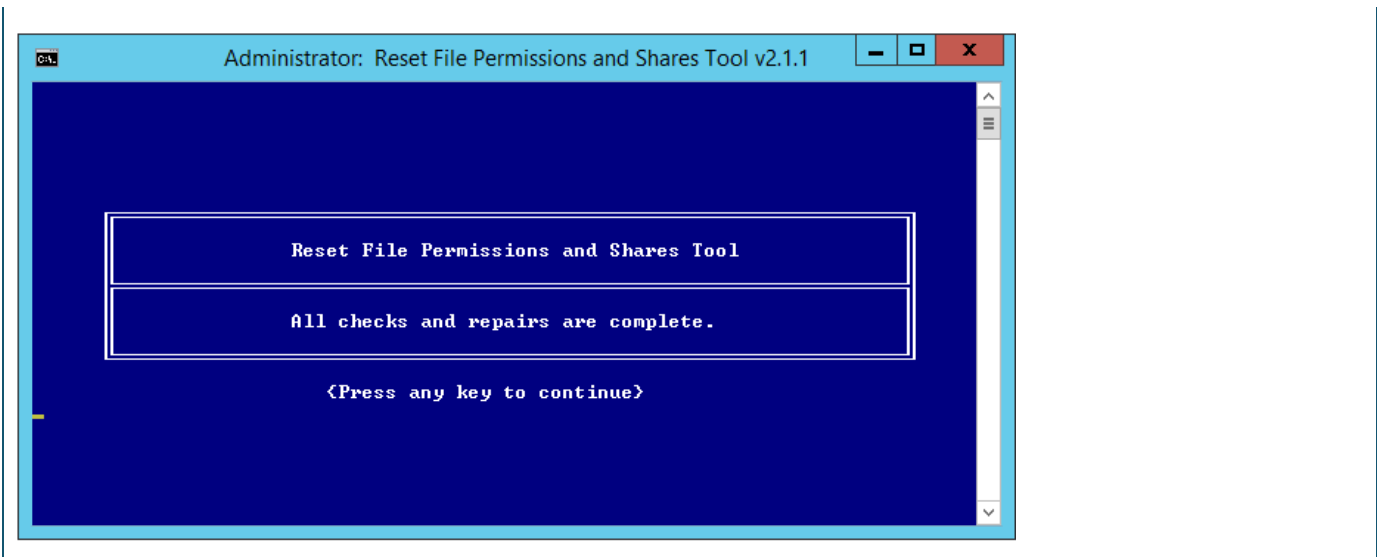 Administrator: Reset File Permissions and Shares Tool v2.1.1
Reset File Permissions and Shares Tool
All checks and repairs are complete.
{Press any key to continue}